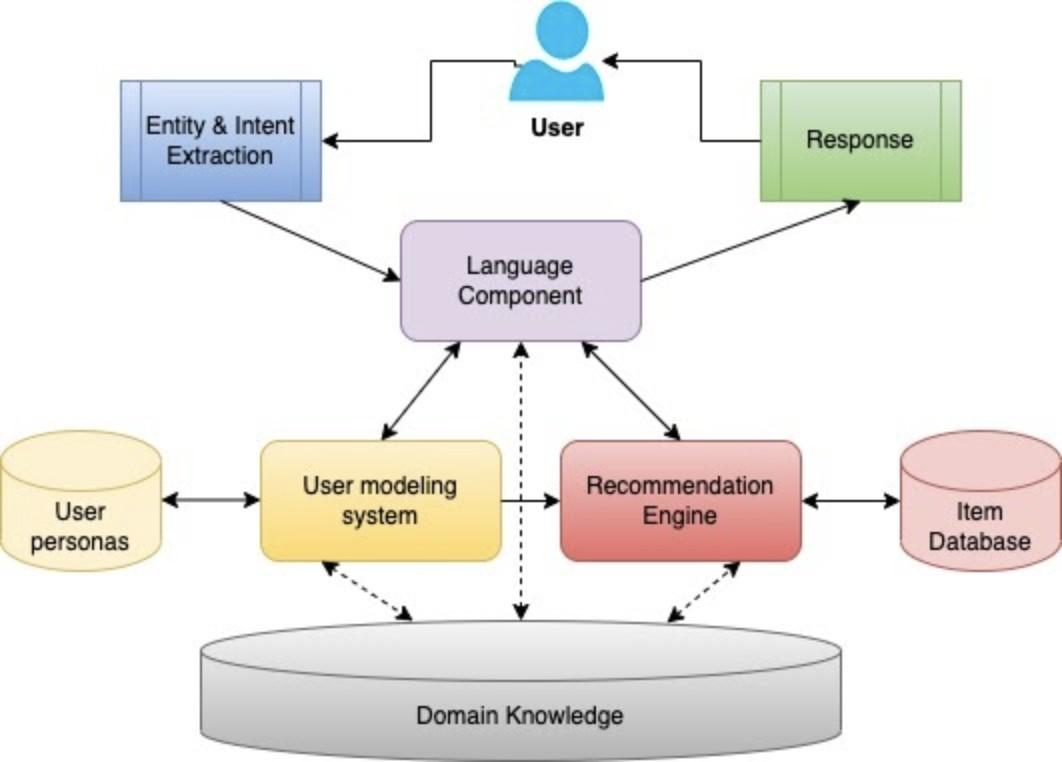 User
Entity & Intent
Extraction
Response
Language
Component
User modeling
system
Recommendation
Engine
User
personas
Item
Database
Domain Knowledge